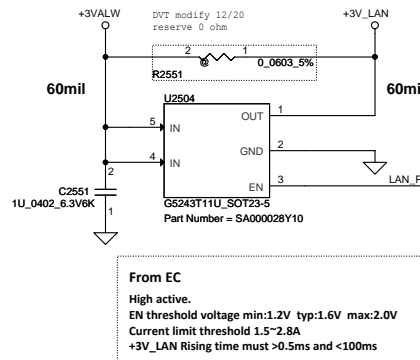 +3VALW
DVT modify 12/20
reserve 0 ohm
+3V_LAN
2
1
@
0_0603_5%
R2551
60mil
U2504
OUT
1
5
IN
GND
2
4
IN
EN
3
LAN_P
2
C2551
1U_0402_6.3V6K
1
G5243T11U_SOT23-5
Part Number = SA000028Y10
From EC
High active.
EN threshold voltage min:1.2V typ:1.6V max:2.0V
Current limit threshold 1.5~2.8A
+3V_LAN Rising time must >0.5ms and <100ms